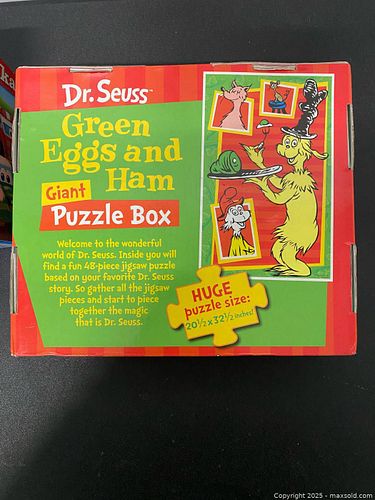 Dr. Seuss™
Green
Eggs and
Ham
Giant
Puzzle Box
Welcome to the wonderful
world of Dr. Seuss. Inside you will
find a fun 48-piece jigsaw puzzle
based on your favorite Dr. Seuss
story. So gather all the jigsaw
pieces and start to piece
together the magic
that is Dr. Seuss.
HUGE
puzzle size:
20½ x 32½ inches!
Copyright 2025 - maxsold.com